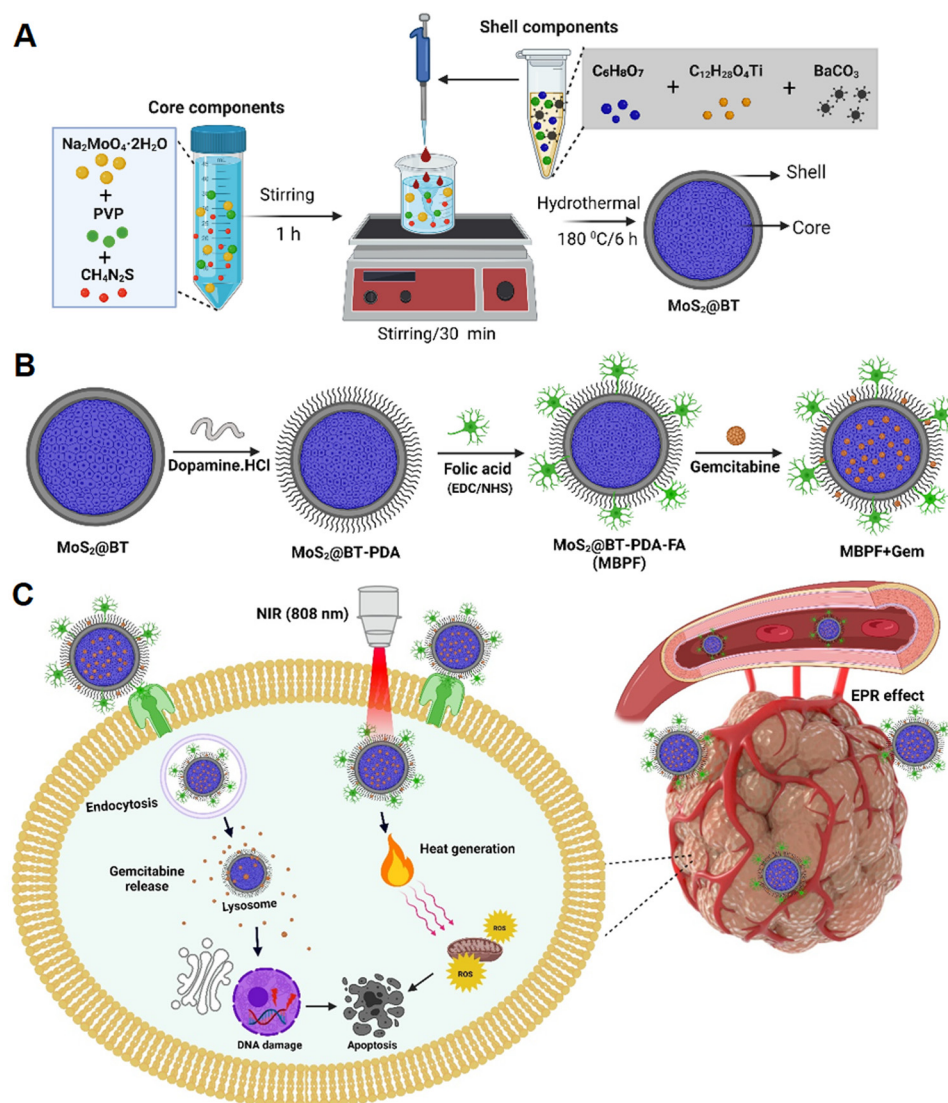 A
Shell components
C₆H₈O₇ + C₁₂H₂₈O₄Ti + BaCO₃
Core components
Na₂MoO₄·2H₂O
+
PVP
+
CH₄N₂S
Stirring
1 h
Stirring/30 min
Hydrothermal
180 ⁰C/6 h
Shell
Core
MoS₂@BT
B
MoS₂@BT
Dopamine.HCl
MoS₂@BT-PDA
Folic acid
(EDC/NHS)
MoS₂@BT-PDA-FA
(MBPF)
Gemcitabine
MBPF+Gem
C
NIR (808 nm)
Endocytosis
Gemcitabine
release
Lysosome
DNA damage
Apoptosis
Heat generation
ROS
ROS
EPR effect